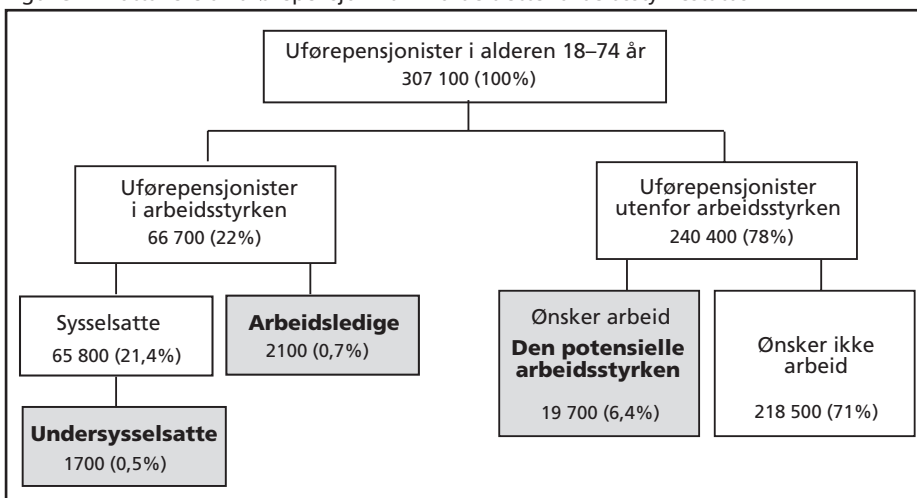 Uførepensjonister i alderen 18–74 år
307 100 (100%)
Uførepensjonister
i arbeidsstyrken
66 700 (22%)
Uførepensjonister
utenfor arbeidsstyrken
240 400 (78%)
Sysselsatte
65 800 (21,4%)
Arbeidsledige
2100 (0,7%)
Ønsker arbeid
Den potensielle
arbeidsstyrken
19 700 (6,4%)
Ønsker ikke
arbeid
218 500 (71%)
Undersysselsatte
1700 (0,5%)